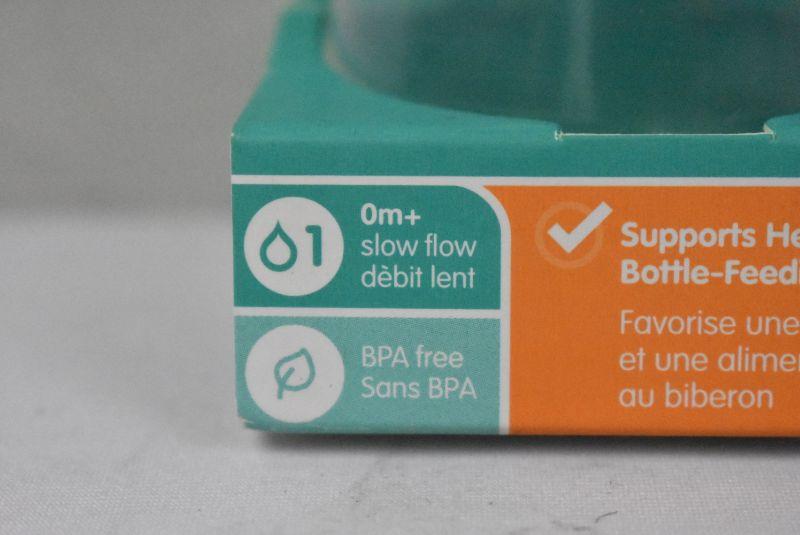 1
0m+
slow flow
dèbit lent
BPA free
Sans BPA
Supports He
Bottle-Feedi
Favorise une
et une alimen
au biberon